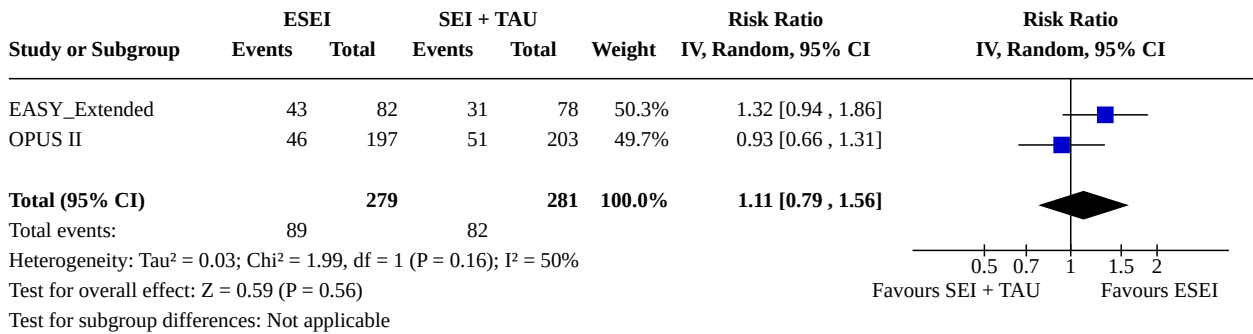 ESEI SEI + TAU Risk Ratio Risk Ratio
Study or Subgroup Events Total Events Total Weight IV, Random, 95% CI IV, Random, 95% CI
EASY_Extended 43 82 31 78 50.3% 1.32 [0.94 , 1.86]
OPUS II 46 197 51 203 49.7% 0.93 [0.66 , 1.31]
Total (95% CI) 279 281 100.0% 1.11 [0.79 , 1.56]
Total events: 89 82
Heterogeneity: Tau² = 0.03; Chi² = 1.99, df = 1 (P = 0.16); I² = 50%
0.5 0.7 1 1.5 2
Test for overall effect: Z = 0.59 (P = 0.56) Favours SEI + TAU Favours ESEI
Test for subgroup differences: Not applicable